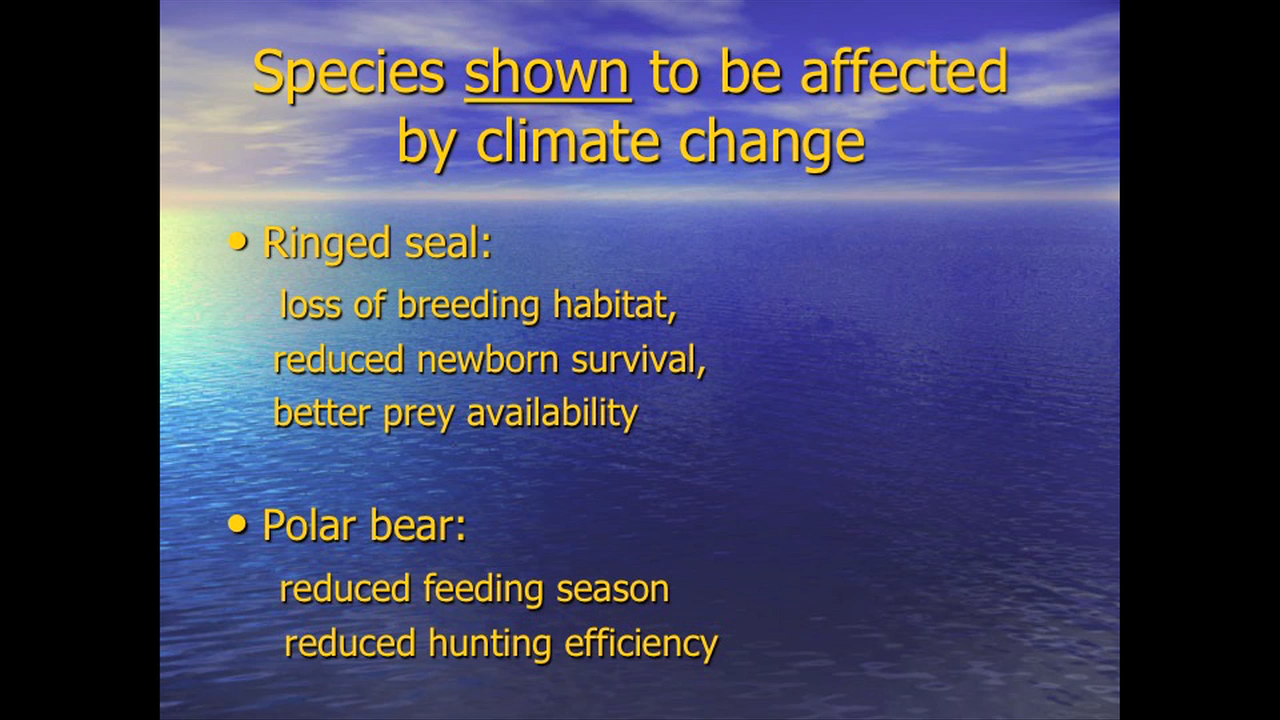 Species shown to be affected
by climate change
• Ringed seal:
loss of breeding habitat,
reduced newborn survival,
better prey availability
• Polar bear:
reduced feeding season
reduced hunting efficiency